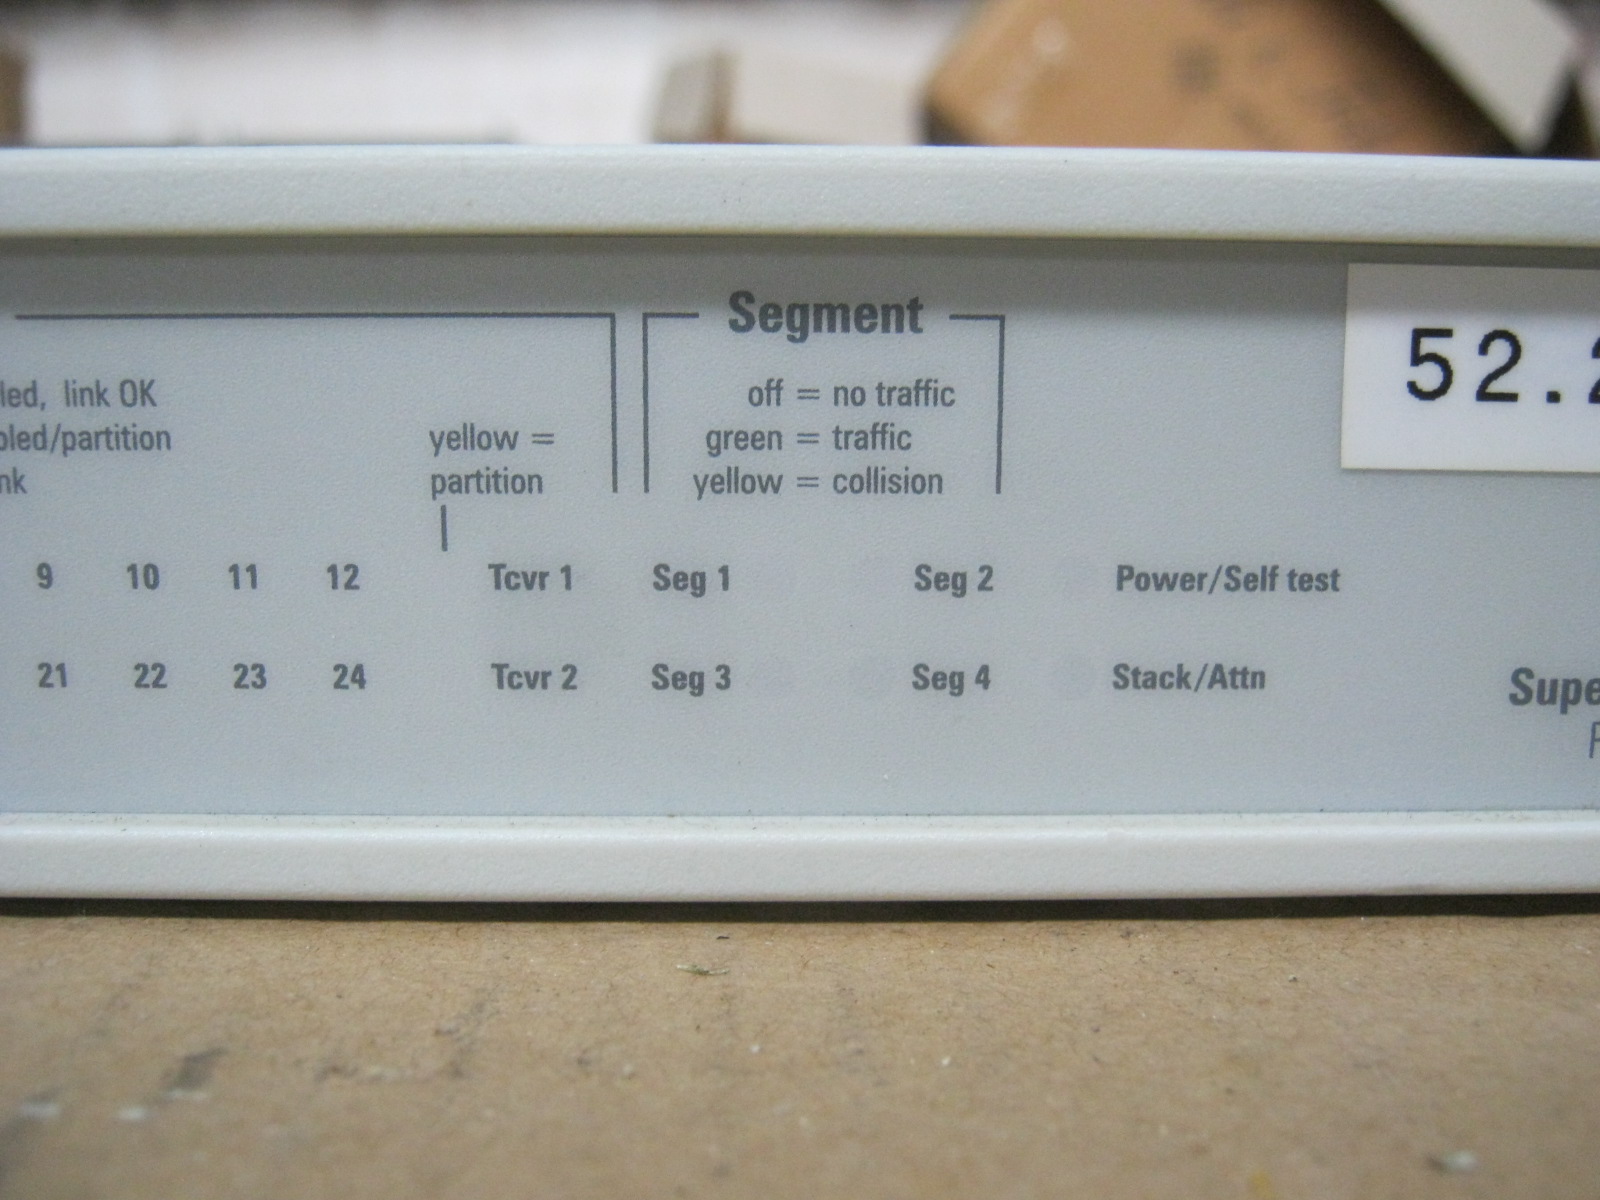 Segment
link OK
off = no traffic
yellow =
green = traffic
partition
yellow = collision
9 10 11 12 Tcvr 1 Seg 1 Seg 2 Power/Self test
21 22 23 24 Tcvr 2 Seg 3 Seg 4 Stack/Attn
52.2